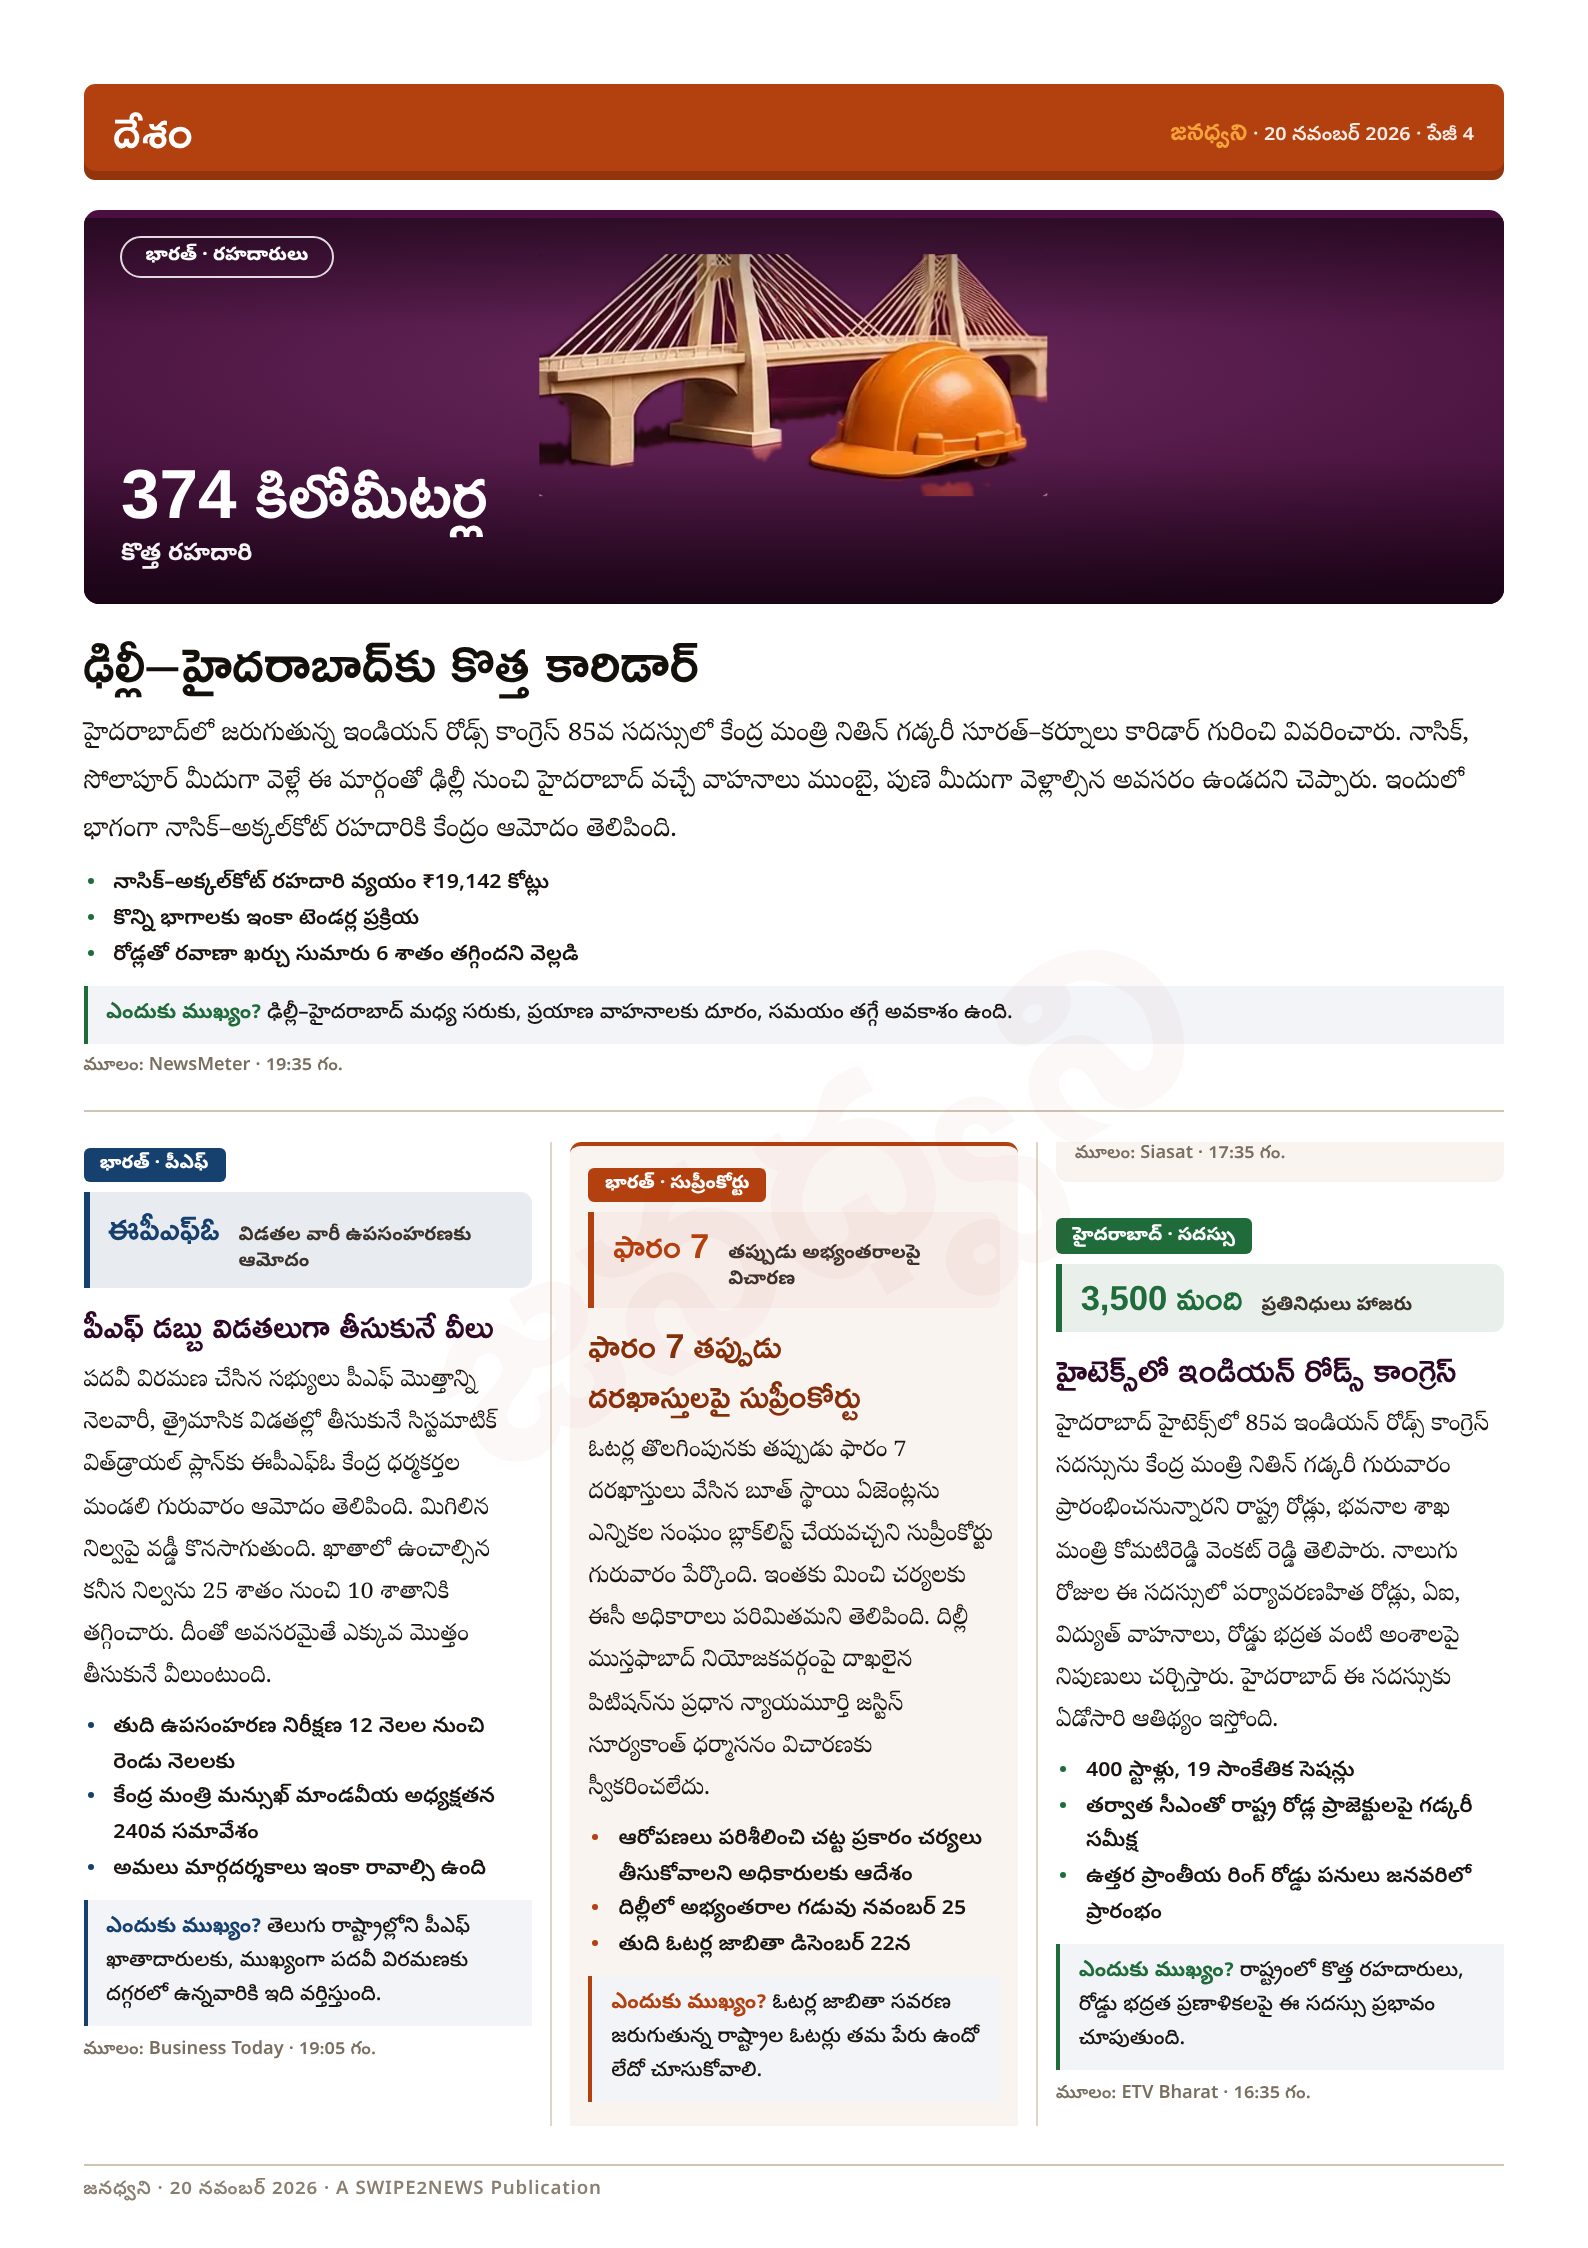 దేశం
జనధ్వని · 20 నవంబర్ 2026 · పేజీ 4
భారత్ · రహదారులు
374 కిలోమీటర్ల
కొత్త రహదారి
ఢిల్లీ–హైదరాబాద్‌కు కొత్త కారిడార్
హైదరాబాద్‌లో జరుగుతున్న ఇండియన్ రోడ్స్ కాంగ్రెస్ 85వ సదస్సులో కేంద్ర మంత్రి నితిన్ గడ్కరీ సూరత్–కర్నూలు కారిడార్ గురించి వివరించారు. నాసిక్,
సోలాపూర్ మీదుగా వెళ్లే ఈ మార్గంతో ఢిల్లీ నుంచి హైదరాబాద్ వచ్చే వాహనాలు ముంబై, పుణె మీదుగా వెళ్లాల్సిన అవసరం ఉండదని చెప్పారు. ఇందులో
భాగంగా నాసిక్–అక్కల్‌కోట్ రహదారికి కేంద్రం ఆమోదం తెలిపింది.
• నాసిక్–అక్కల్‌కోట్ రహదారి వ్యయం ₹19,142 కోట్లు
• కొన్ని భాగాలకు ఇంకా టెండర్ల ప్రక్రియ
• రోడ్లతో రవాణా ఖర్చు సుమారు 6 శాతం తగ్గిందని వెల్లడి
ఎందుకు ముఖ్యం? ఢిల్లీ–హైదరాబాద్ మధ్య సరుకు, ప్రయాణ వాహనాలకు దూరం, సమయం తగ్గే అవకాశం ఉంది.
మూలం: NewsMeter · 19:35 గం.
భారత్ · పీఎఫ్
ఈపీఎఫ్ఓ
విడతల వారీ ఉపసంహరణకు
ఆమోదం
పీఎఫ్ డబ్బు విడతలుగా తీసుకునే వీలు
పదవీ విరమణ చేసిన సభ్యులు పీఎఫ్ మొత్తాన్ని
నెలవారీ, త్రైమాసిక విడతల్లో తీసుకునే సిస్టమాటిక్
విత్‌డ్రాయల్ ప్లాన్‌కు ఈపీఎఫ్ఓ కేంద్ర ధర్మకర్తల
మండలి గురువారం ఆమోదం తెలిపింది. మిగిలిన
నిల్వపై వడ్డీ కొనసాగుతుంది. ఖాతాలో ఉంచాల్సిన
కనీస నిల్వను 25 శాతం నుంచి 10 శాతానికి
తగ్గించారు. దీంతో అవసరమైతే ఎక్కువ మొత్తం
తీసుకునే వీలుంటుంది.
• తుది ఉపసంహరణ నిరీక్షణ 12 నెలల నుంచి
రెండు నెలలకు
• కేంద్ర మంత్రి మన్సుఖ్ మాండవీయ అధ్యక్షతన
240వ సమావేశం
• అమలు మార్గదర్శకాలు ఇంకా రావాల్సి ఉంది
ఎందుకు ముఖ్యం? తెలుగు రాష్ట్రాల్లోని పీఎఫ్
ఖాతాదారులకు, ముఖ్యంగా పదవీ విరమణకు
దగ్గరలో ఉన్నవారికి ఇది వర్తిస్తుంది.
మూలం: Business Today · 19:05 గం.
భారత్ · సుప్రీంకోర్టు
ఫారం 7
తప్పుడు అభ్యంతరాలపై
విచారణ
ఫారం 7 తప్పుడు
దరఖాస్తులపై సుప్రీంకోర్టు
ఓటర్ల తొలగింపునకు తప్పుడు ఫారం 7
దరఖాస్తులు వేసిన బూత్ స్థాయి ఏజెంట్లను
ఎన్నికల సంఘం బ్లాక్‌లిస్ట్ చేయవచ్చని సుప్రీంకోర్టు
గురువారం పేర్కొంది. ఇంతకు మించి చర్యలకు
ఈసీ అధికారాలు పరిమితమని తెలిపింది. దిల్లీ
ముస్తఫాబాద్ నియోజకవర్గంపై దాఖలైన
పిటిషన్‌ను ప్రధాన న్యాయమూర్తి జస్టిస్
సూర్యకాంత్ ధర్మాసనం విచారణకు
స్వీకరించలేదు.
• ఆరోపణలు పరిశీలించి చట్ట ప్రకారం చర్యలు
తీసుకోవాలని అధికారులకు ఆదేశం
• దిల్లీలో అభ్యంతరాల గడువు నవంబర్ 25
• తుది ఓటర్ల జాబితా డిసెంబర్ 22న
ఎందుకు ముఖ్యం? ఓటర్ల జాబితా సవరణ
జరుగుతున్న రాష్ట్రాల ఓటర్లు తమ పేరు ఉందో
లేదో చూసుకోవాలి.
మూలం: Siasat · 17:35 గం.
హైదరాబాద్ · సదస్సు
3,500 మంది
ప్రతినిధులు హాజరు
హైటెక్స్‌లో ఇండియన్ రోడ్స్ కాంగ్రెస్
హైదరాబాద్ హైటెక్స్‌లో 85వ ఇండియన్ రోడ్స్ కాంగ్రెస్
సదస్సును కేంద్ర మంత్రి నితిన్ గడ్కరీ గురువారం
ప్రారంభించనున్నారని రాష్ట్ర రోడ్లు, భవనాల శాఖ
మంత్రి కోమటిరెడ్డి వెంకట్ రెడ్డి తెలిపారు. నాలుగు
రోజుల ఈ సదస్సులో పర్యావరణహిత రోడ్లు, ఏఐ,
విద్యుత్ వాహనాలు, రోడ్డు భద్రత వంటి అంశాలపై
నిపుణులు చర్చిస్తారు. హైదరాబాద్ ఈ సదస్సుకు
ఏడోసారి ఆతిథ్యం ఇస్తోంది.
• 400 స్టాళ్లు, 19 సాంకేతిక సెషన్లు
• తర్వాత సీఎంతో రాష్ట్ర రోడ్ల ప్రాజెక్టులపై గడ్కరీ
సమీక్ష
• ఉత్తర ప్రాంతీయ రింగ్ రోడ్డు పనులు జనవరిలో
ప్రారంభం
ఎందుకు ముఖ్యం? రాష్ట్రంలో కొత్త రహదారులు,
రోడ్డు భద్రత ప్రణాళికలపై ఈ సదస్సు ప్రభావం
చూపుతుంది.
మూలం: ETV Bharat · 16:35 గం.
జనధ్వని
జనధ్వని · 20 నవంబర్ 2026 · A SWIPE2NEWS Publication